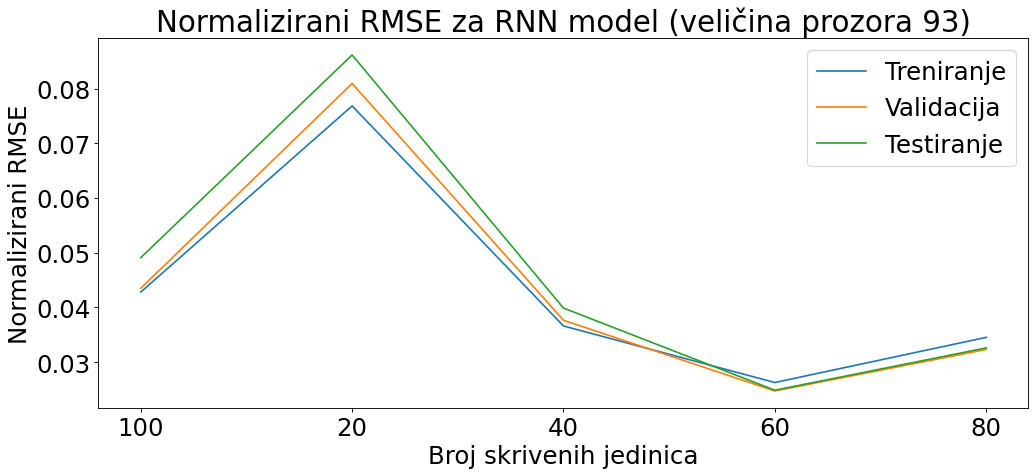 Normalizirani RMSE za RNN model (veličina prozora 93)
Treniranje
Validacija
Testiranje
Normalizirani RMSE
0.08
0.07
0.06
0.05
0.04
0.03
100 20 40 60 80
Broj skrivenih jedinica